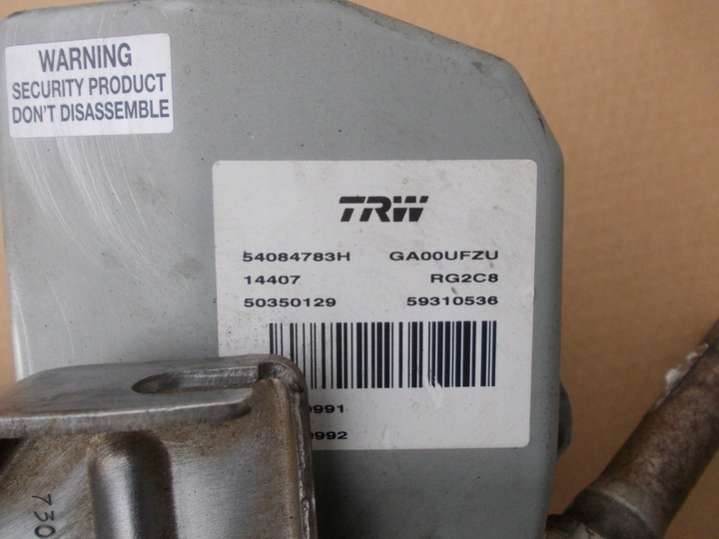 WARNING
SECURITY PRODUCT
DON'T DISASSEMBLE
TRW
54084783H GA00UFZU
14407 RG2C8
50350129 59310536